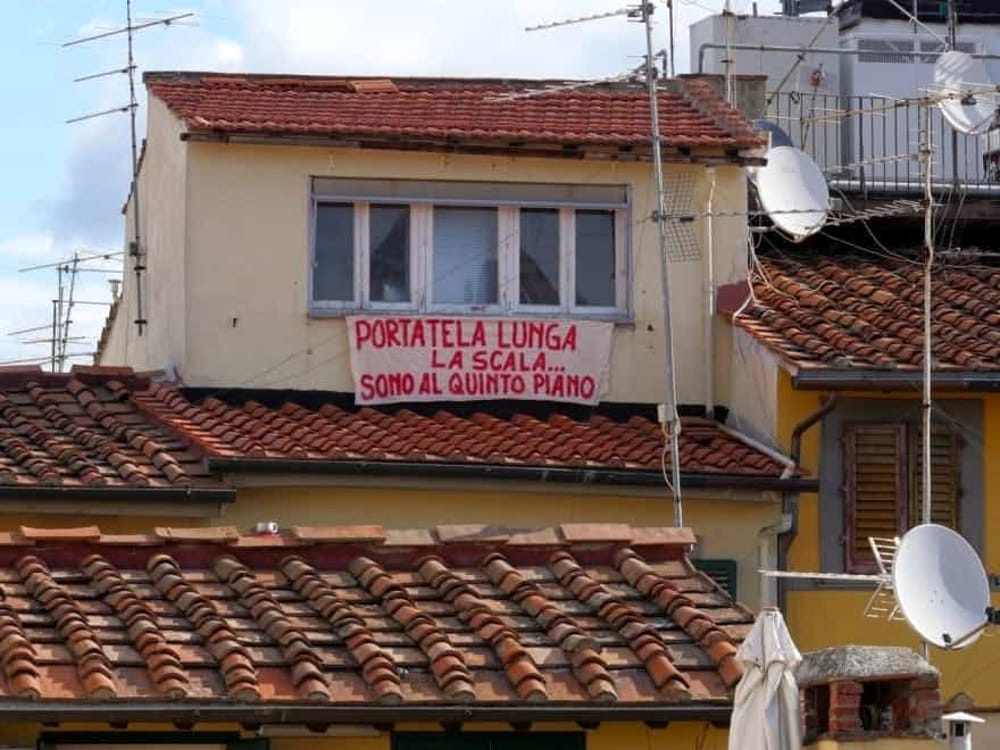 PORTATELA LUNGA
LA SCALA...
SONO AL QUINTO PIANO